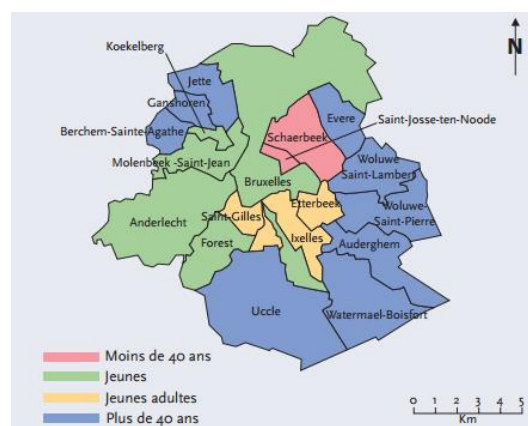 Koekelberg
N
Jette
Ganshoren
Evere
Saint-Josse-ten-Noode
Berchem-Sainte-Agathe
Schaerbeek
Molenbeek -Saint-Jean
Woluwe
Saint-Lambert
Bruxelles
Etterbeek
Woluwe-
Saint-Pierre
Anderlecht
Saint-Gilles
Forest
Ixelles
Auderghem
Uccle
Watermael-Boisfort
Moins de 40 ans
Jeunes
Jeunes adultes
Plus de 40 ans
0 1 2 3 4 5
Km